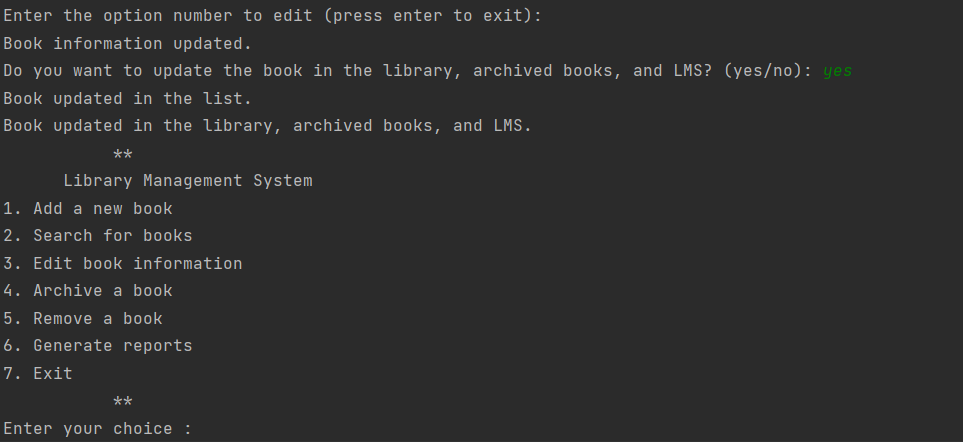 Enter the option number to edit (press enter to exit):
Book information updated.
Do you want to update the book in the library, archived books, and LMS? (yes/no): yes
Book updated in the list.
Book updated in the library, archived books, and LMS.
**
Library Management System
1. Add a new book
2. Search for books
3. Edit book information
4. Archive a book
5. Remove a book
6. Generate reports
7. Exit
**
Enter your choice :